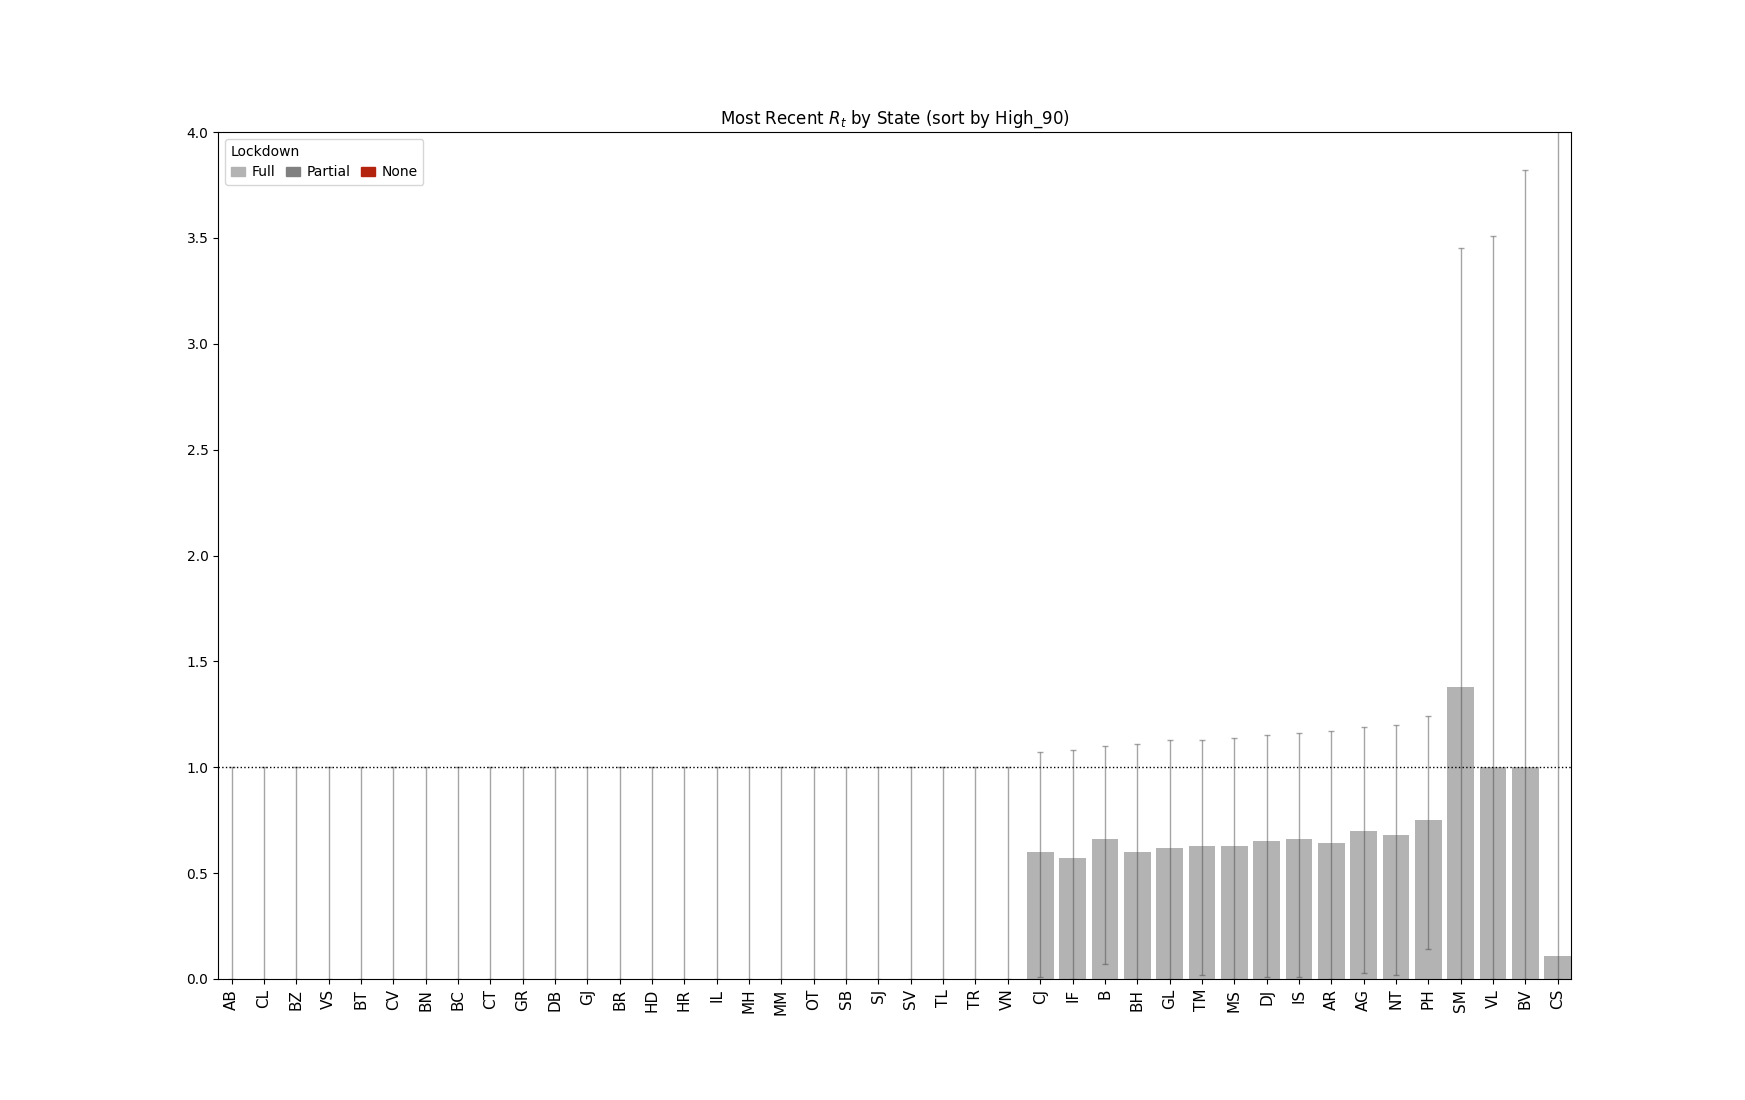 Most Recent Rt by State (sort by High_90)
4.0
Lockdown
Full Partial None
3.5
3.0
2.5
2.0
1.5
1.0
0.5
0.0
AB CL BZ VS BT CV BN BC CT GR DB GJ BR HD HR IL MH MM OT SB SJ SV TL TR VN CJ IF B BH GL TM MS DJ IS AR AG NT PH SM VL BV CS